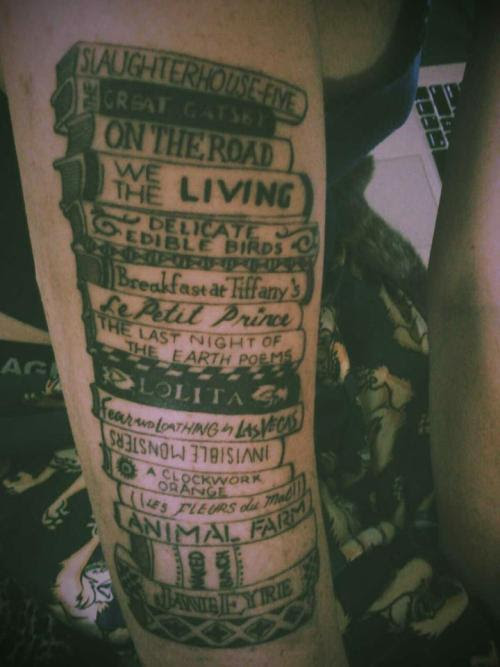 SLAUGHTERHOUSE-FIVE
THE GREAT GATSBY
ON THE ROAD
WE
THE LIVING
DELICATE
EDIBLE BIRDS
Breakfast at Tiffany's
Le Petit Prince
THE LAST NIGHT OF
THE EARTH POEMS
LOLITA
Fear AND LOATHING IN LAS VEGAS
INVISIBLE MONSTERS
A CLOCKWORK
ORANGE
LES FLEURS du Mal
ANIMAL FARM
NAKED
LUNCH
JANE EYRE